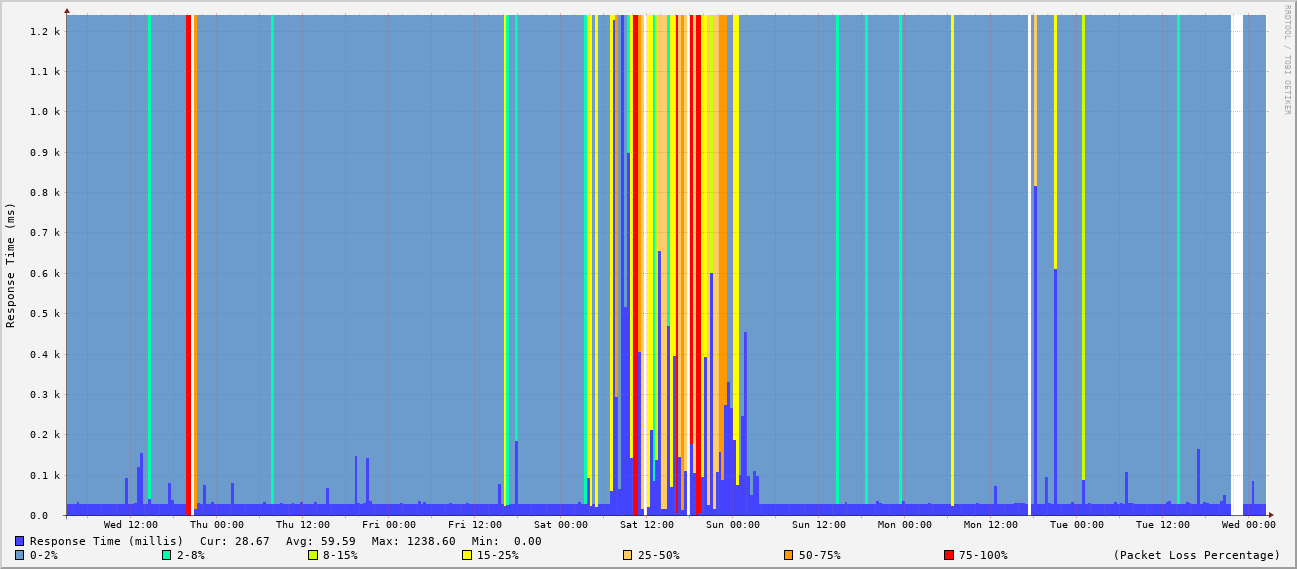 RRDTOOL / TOBI OETIKER
Response Time (ms)
1.2 k
1.1 k
1.0 k
0.9 k
0.8 k
0.7 k
0.6 k
0.5 k
0.4 k
0.3 k
0.2 k
0.1 k
0.0
Wed 12:00 Thu 00:00 Thu 12:00 Fri 00:00 Fri 12:00 Sat 00:00 Sat 12:00 Sun 00:00 Sun 12:00 Mon 00:00 Mon 12:00 Tue 00:00 Tue 12:00 Wed 00:00
Response Time (millis) Cur: 28.67 Avg: 59.59 Max: 1238.60 Min: 0.00
0-2% 2-8% 8-15% 15-25% 25-50% 50-75% 75-100% (Packet Loss Percentage)